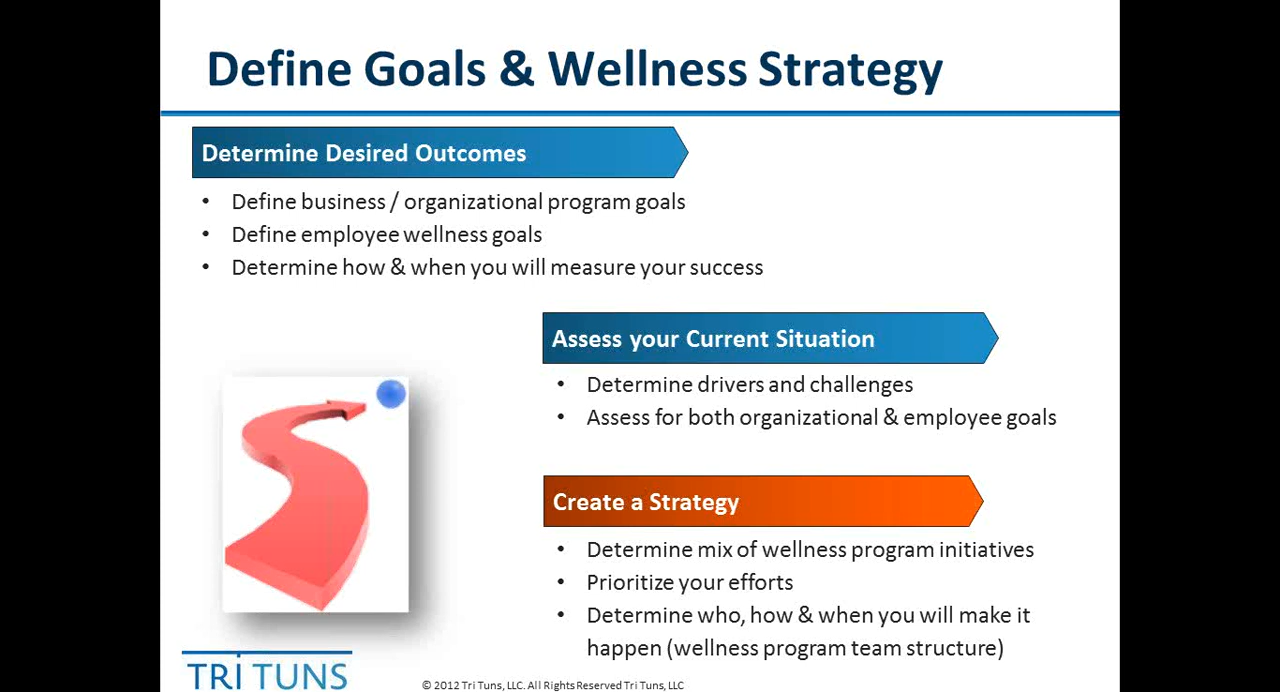 Define Goals & Wellness Strategy
Determine Desired Outcomes
• Define business / organizational program goals
• Define employee wellness goals
• Determine how & when you will measure your success
Assess your Current Situation
• Determine drivers and challenges
• Assess for both organizational & employee goals
Create a Strategy
• Determine mix of wellness program initiatives
• Prioritize your efforts
• Determine who, how & when you will make it
happen (wellness program team structure)
TRi TUNS
© 2012 Tri Tuns, LLC. All Rights Reserved Tri Tuns, LLC